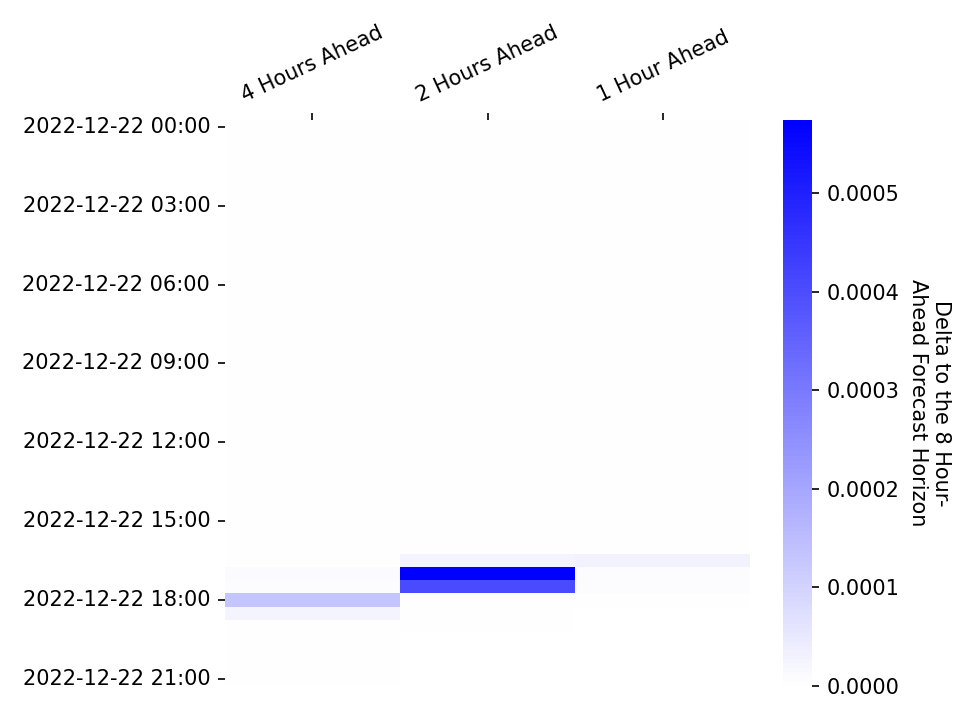 4 Hours Ahead
2 Hours Ahead
1 Hour Ahead
2022-12-22 00:00
2022-12-22 03:00
2022-12-22 06:00
2022-12-22 09:00
2022-12-22 12:00
2022-12-22 15:00
2022-12-22 18:00
2022-12-22 21:00
0.0005
0.0004
0.0003
0.0002
0.0001
0.0000
Delta to the 8 Hour-
Ahead Forecast Horizon